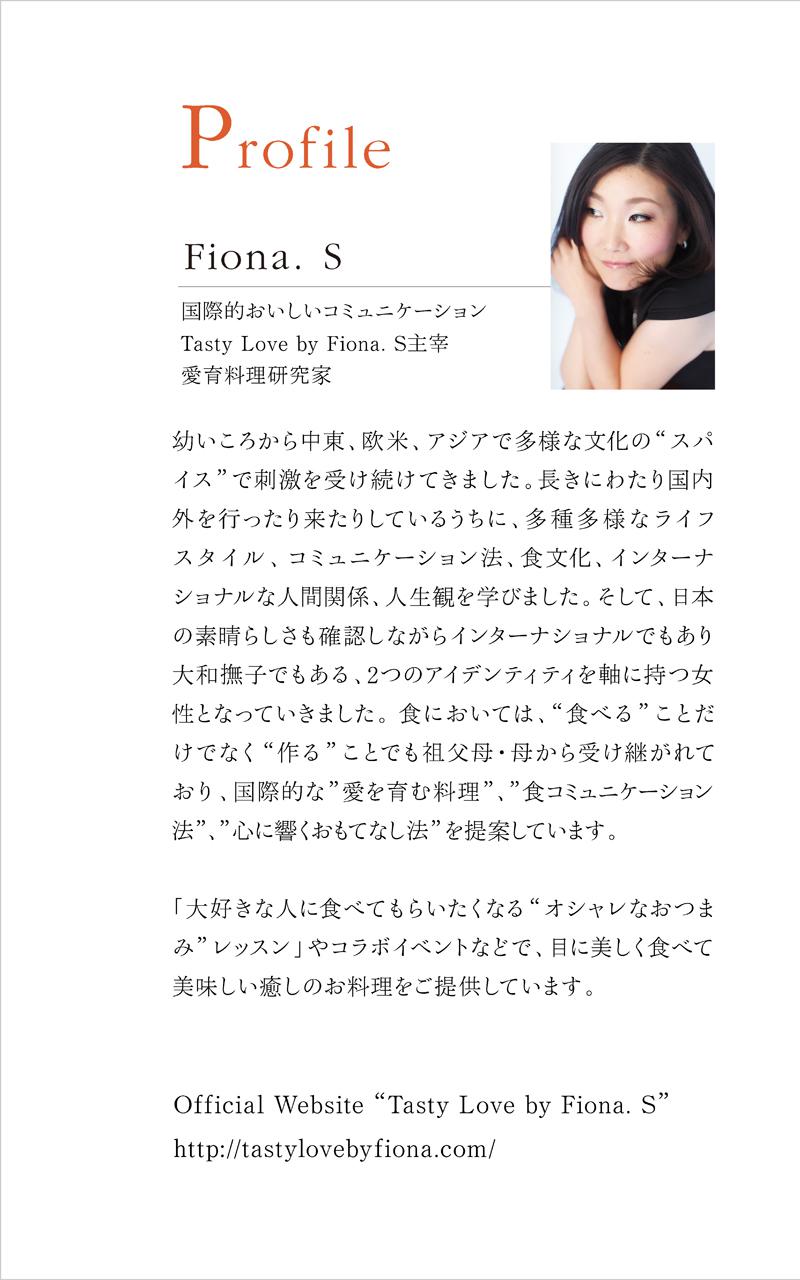 Profile
Fiona. S
国際的おいしいコミュニケーション
Tasty Love by Fiona. S主宰
愛育料理研究家
幼いころから中東、欧米、アジアで多様な文化の“スパ
イス”で刺激を受け続けてきました。長きにわたり国内
外を行ったり来たりしているうちに、多種多様なライフ
スタイル、コミュニケーション法、食文化、インターナ
ショナルな人間関係、人生観を学びました。そして、日本
の素晴らしさも確認しながらインターナショナルでもあり
大和撫子でもある、2つのアイデンティティを軸に持つ女
性となっていきました。食においては、“食べる”ことだ
けでなく“作る”ことでも祖父母・母から受け継がれて
おり、国際的な”愛を育む料理”、”食コミュニケーション
法”、”心に響くおもてなし法”を提案しています。
「大好きな人に食べてもらいたくなる“オシャレなおつま
み”レッスン」やコラボイベントなどで、目に美しく食べて
美味しい癒しのお料理をご提供しています。
Official Website “Tasty Love by Fiona. S”
http://tastylovebyfiona.com/